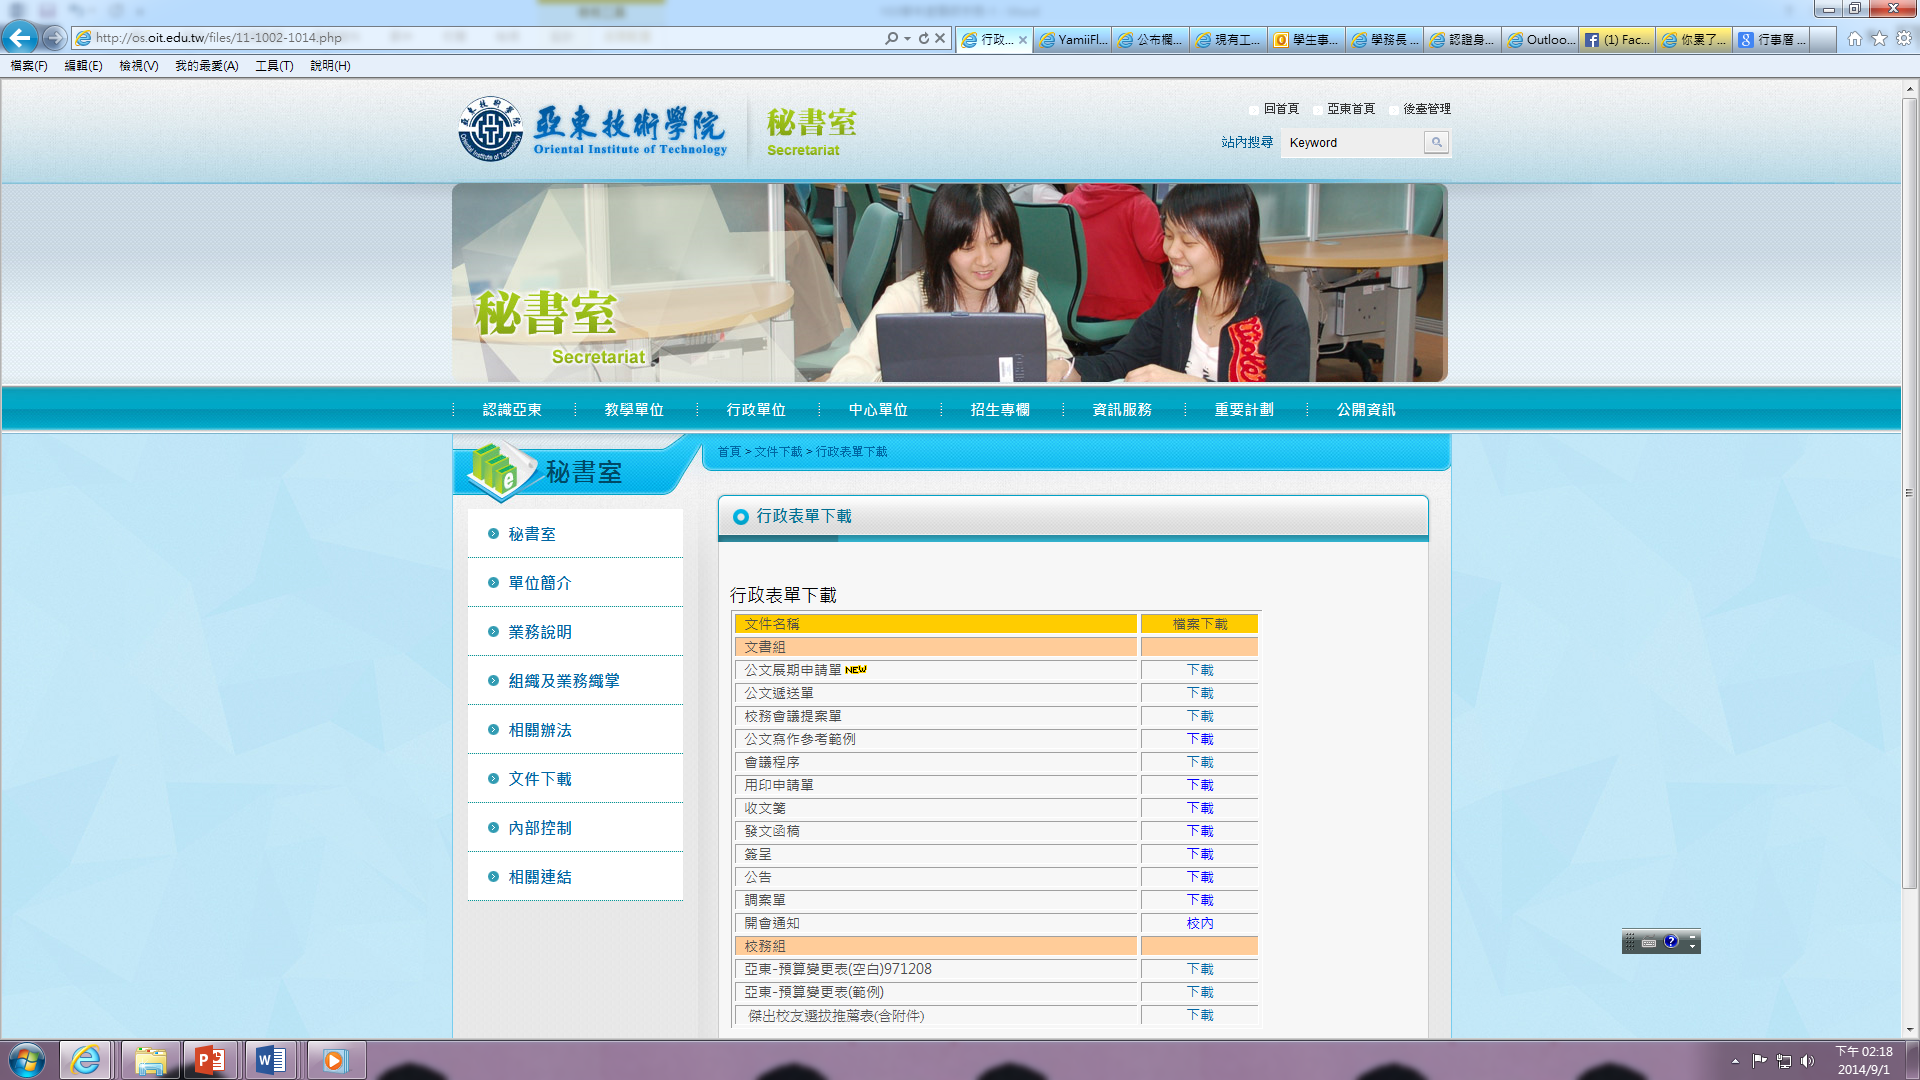 http://os.oit.edu.tw/files/11-1002-1014.php
行政...
YamiiFl...
公布欄...
現有工...
學生事...
學務長 ...
認證身...
Outloo...
(1) Fac...
你累了...
行事曆 ...
檔案(F) 編輯(E) 檢視(V) 我的最愛(A) 工具(T) 說明(H)
亞東技術學院
Oriental Institute of Technology
秘書室
Secretariat
回首頁 亞東首頁 後臺管理
站內搜尋 Keyword
秘書室
Secretariat
認識亞東 教學單位 行政單位 中心單位 招生專欄 資訊服務 重要計劃 公開資訊
秘書室
首頁 > 文件下載 > 行政表單下載
秘書室
單位簡介
業務說明
組織及業務織掌
相關辦法
文件下載
內部控制
相關連結
行政表單下載
行政表單下載
文件名稱 檔案下載
文書組
公文展期申請單 NEW 下載
公文遞送單 下載
校務會議提案單 下載
公文寫作參考範例 下載
會議程序 下載
用印申請單 下載
收文箋 下載
發文函稿 下載
簽呈 下載
公告 下載
調案單 下載
開會通知 校內
校務組
亞東-預算變更表(空白)971208 下載
亞東-預算變更表(範例) 下載
傑出校友選拔推薦表(含附件) 下載
下午 02:18
2014/9/1